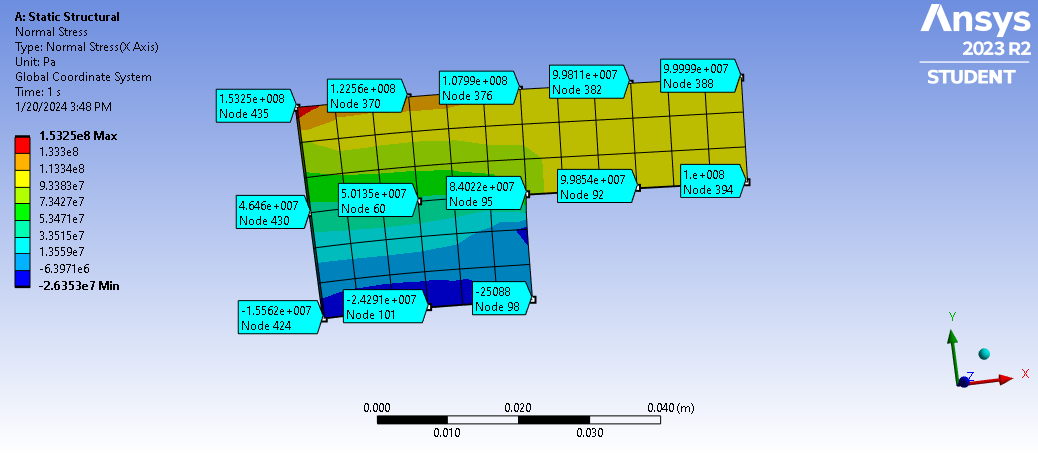 A: Static Structural
Normal Stress
Type: Normal Stress(X Axis)
Unit: Pa
Global Coordinate System
Time: 1 s
1/20/2024 3:48 PM
1.5325e8 Max
1.333e8
1.1334e8
9.3383e7
7.3427e7
5.3471e7
3.3515e7
1.3559e7
-6.3971e6
-2.6353e7 Min
Ansys
2023 R2
STUDENT
1.5325e+008
Node 435
1.2256e+008
Node 370
1.0799e+008
Node 376
9.9811e+007
Node 382
9.9999e+007
Node 388
4.646e+007
Node 430
5.0135e+007
Node 60
8.4022e+007
Node 95
9.9854e+007
Node 92
1.e+008
Node 394
-1.5562e+007
Node 424
-2.4291e+007
Node 101
-25088
Node 98
Y
Z
X
0.000
0.020
0.040 (m)
0.010
0.030